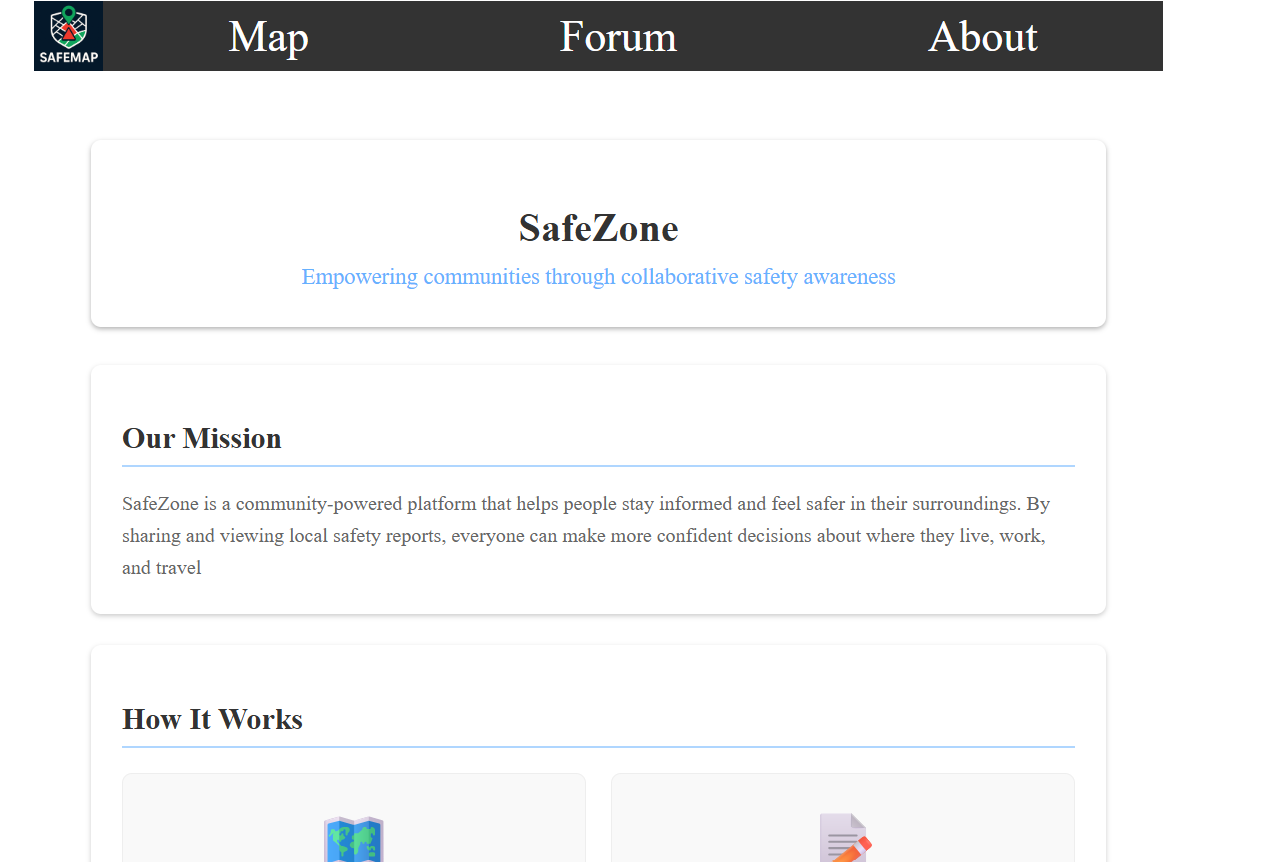 SAFEMAP
Map
Forum
About
SafeZone
Empowering communities through collaborative safety awareness
Our Mission
SafeZone is a community-powered platform that helps people stay informed and feel safer in their surroundings. By
sharing and viewing local safety reports, everyone can make more confident decisions about where they live, work,
and travel
How It Works